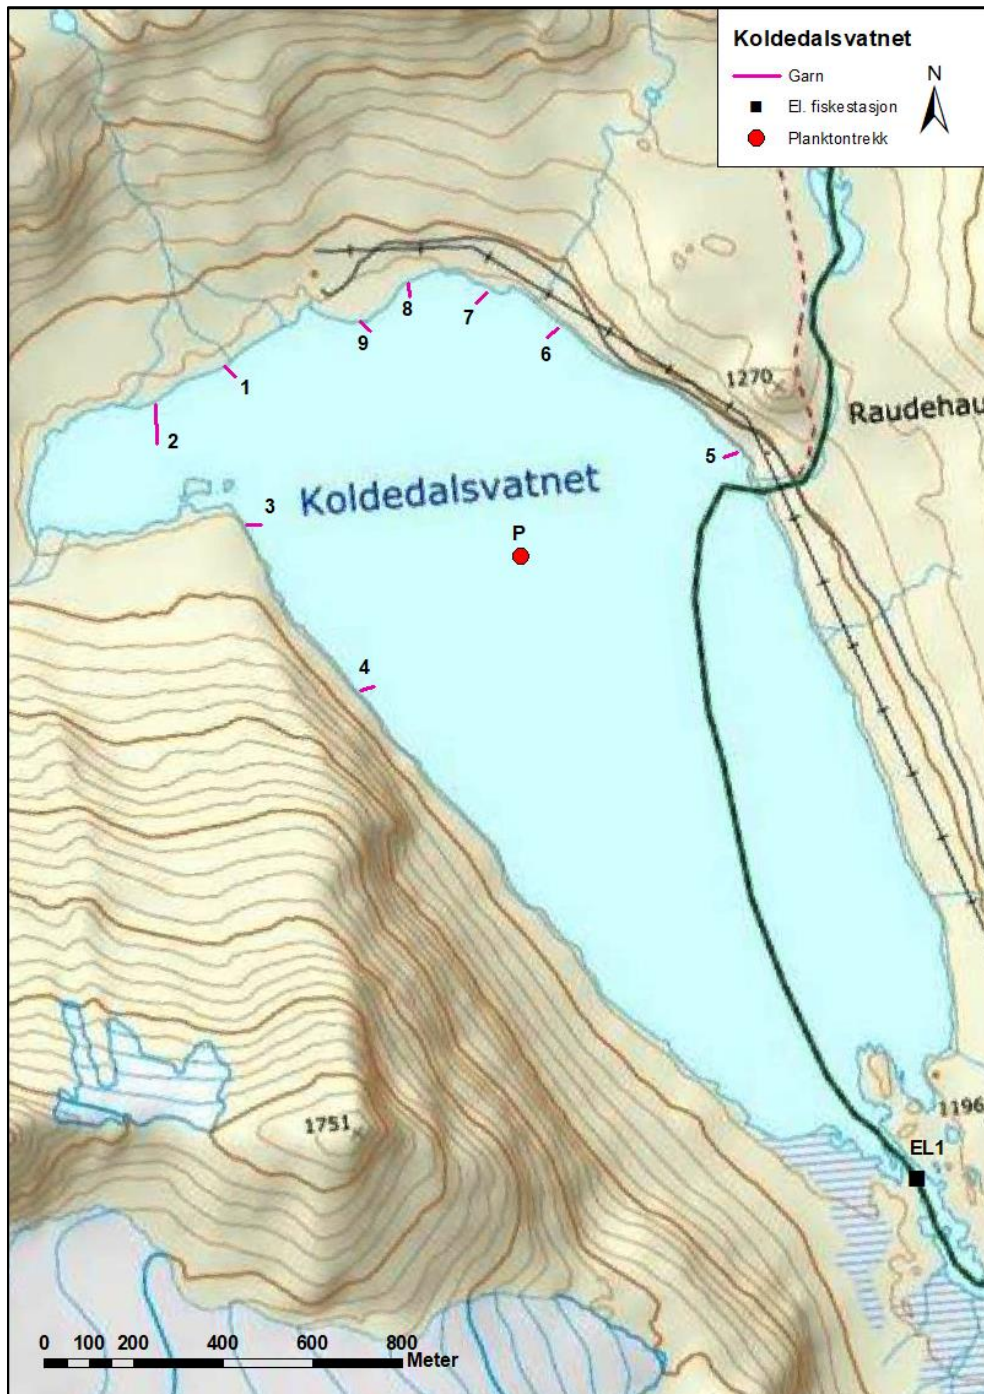 Koldedalsvatnet
Garn
El. fiskestasjon
Planktontrekk
N
8
7
9
6
1
1270
Raudehau
2
5
Koldedalsvatnet
3
P
4
1196
1751
EL1
0 100 200 400 600 800
Meter